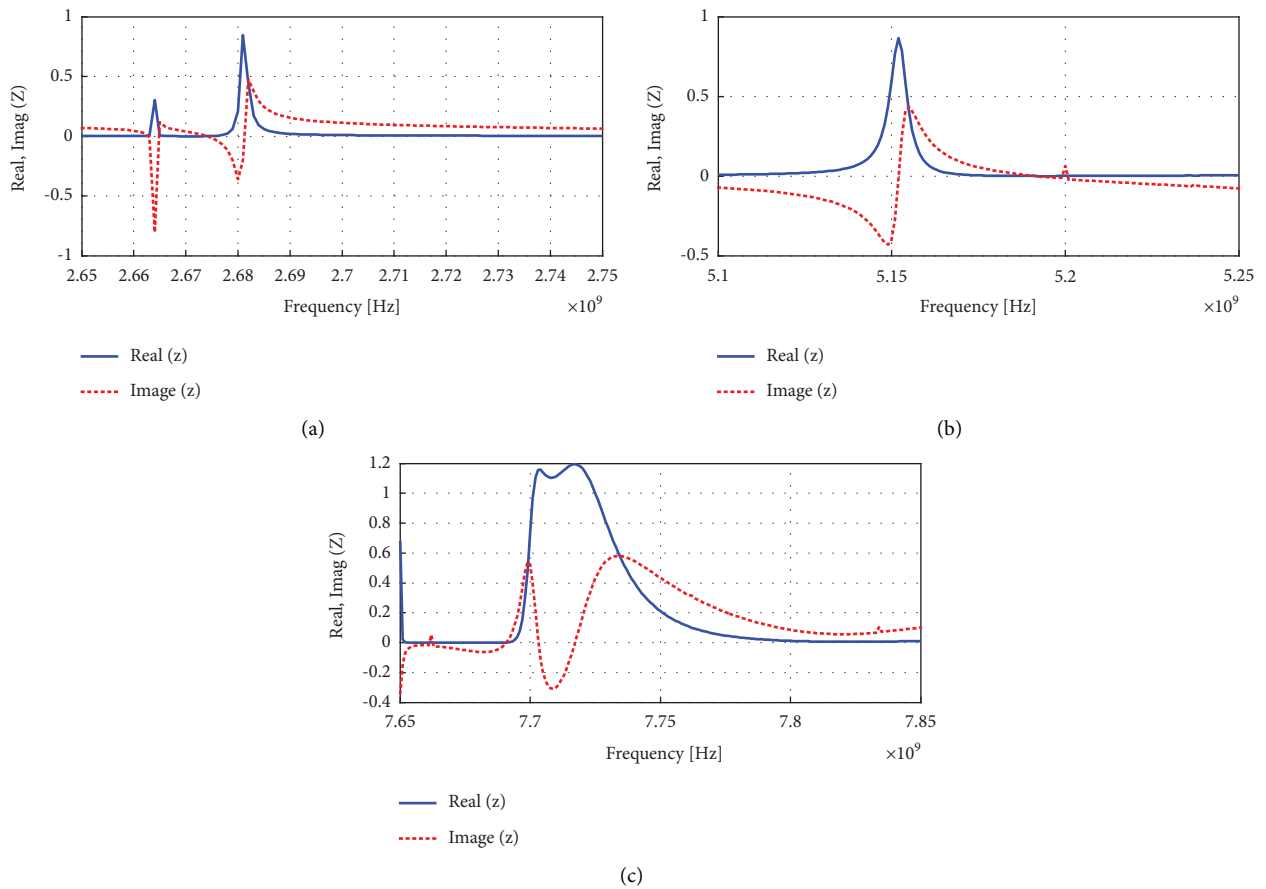 1
0.5
0
-0.5
-1
Real, Imag (Z)
2.65 2.66 2.67 2.68 2.69 2.7 2.71 2.72 2.73 2.74 2.75
Frequency [Hz] ×10⁹
Real (z)
Image (z)
(a)
1
0.5
0
-0.5
Real, Imag (Z)
5.1 5.15 5.2 5.25
Frequency [Hz] ×10⁹
Real (z)
Image (z)
(b)
1.2
1
0.8
0.6
0.4
0.2
0
-0.2
-0.4
Real, Imag (Z)
7.65 7.7 7.75 7.8 7.85
Frequency [Hz] ×10⁹
Real (z)
Image (z)
(c)